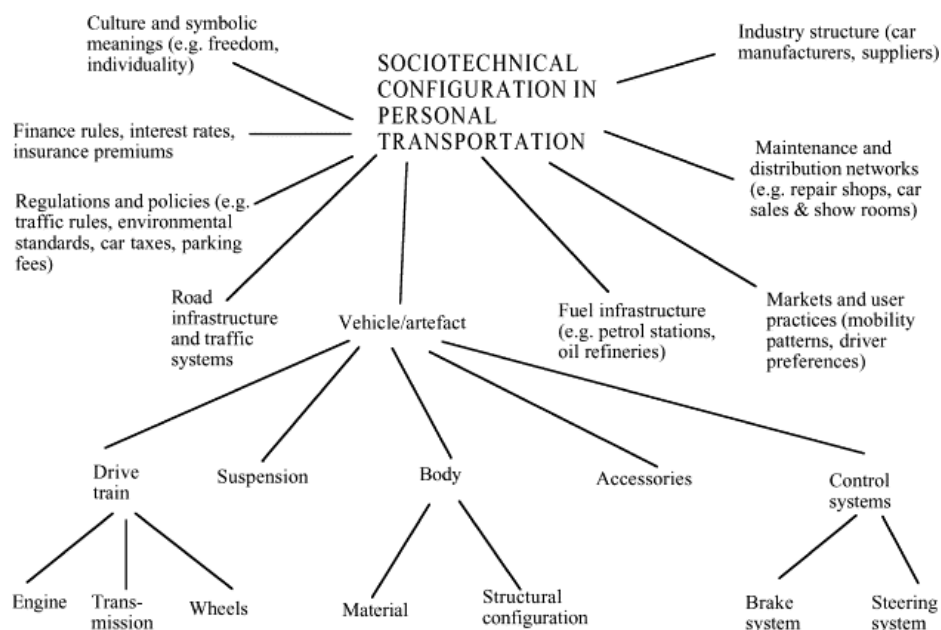 Culture and symbolic
meanings (e.g. freedom,
individuality)
SOCIOTECHNICAL
CONFIGURATION IN
PERSONAL
TRANSPORTATION
Industry structure (car
manufacturers, suppliers)
Finance rules, interest rates,
insurance premiums
Maintenance and
distribution networks
(e.g. repair shops, car
sales & show rooms)
Regulations and policies (e.g.
traffic rules, environmental
standards, car taxes, parking
fees)
Road
infrastructure
and traffic
systems
Vehicle/artefact
Fuel infrastructure
(e.g. petrol stations,
oil refineries)
Markets and user
practices (mobility
patterns, driver
preferences)
Drive
train
Suspension
Body
Accessories
Control
systems
Engine
Trans-
mission
Wheels
Material
Structural
configuration
Brake
system
Steering
system